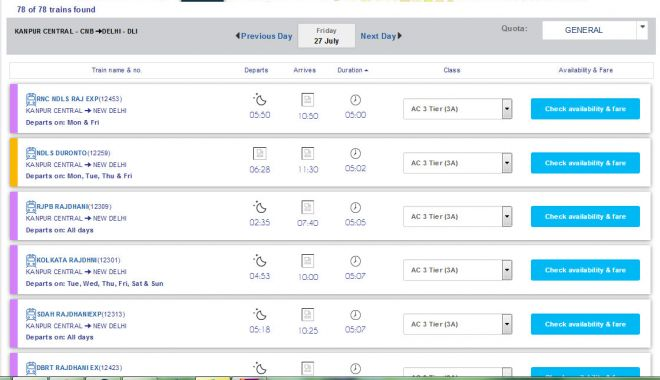 78 of 78 trains found
KANPUR CENTRAL - CNB ➔DELHI - DLI
Previous Day
Friday
27 July
Next Day
Quota:
GENERAL
Train name & no.
Departs
Arrives
Duration
Class
Availability & Fare
RNC NDLS RAJ EXP(12453)
KANPUR CENTRAL ➔ NEW DELHI
Departs on: Mon & Fri
05:50
10:50
05:00
AC 3 Tier (3A)
Check availability & fare
NDLS DURONTO(12259)
KANPUR CENTRAL ➔ NEW DELHI
Departs on: Mon, Tue, Thu & Fri
06:28
11:30
05:02
AC 3 Tier (3A)
Check availability & fare
RJPB RAJDHANI(12309)
KANPUR CENTRAL ➔ NEW DELHI
Departs on: All days
02:35
07:40
05:05
AC 3 Tier (3A)
Check availability & fare
KOLKATA RAJDHNI(12301)
KANPUR CENTRAL ➔ NEW DELHI
Departs on: Tue, Wed, Thu, Fri, Sat & Sun
04:53
10:00
05:07
AC 3 Tier (3A)
Check availability & fare
SDAH RAJDHANIEXP(12313)
KANPUR CENTRAL ➔ NEW DELHI
Departs on: All days
05:18
10:25
05:07
AC 3 Tier (3A)
Check availability & fare
DBRT RAJDHANI EX(12423)
AC 3 Tier (3A)
Check availability & fare